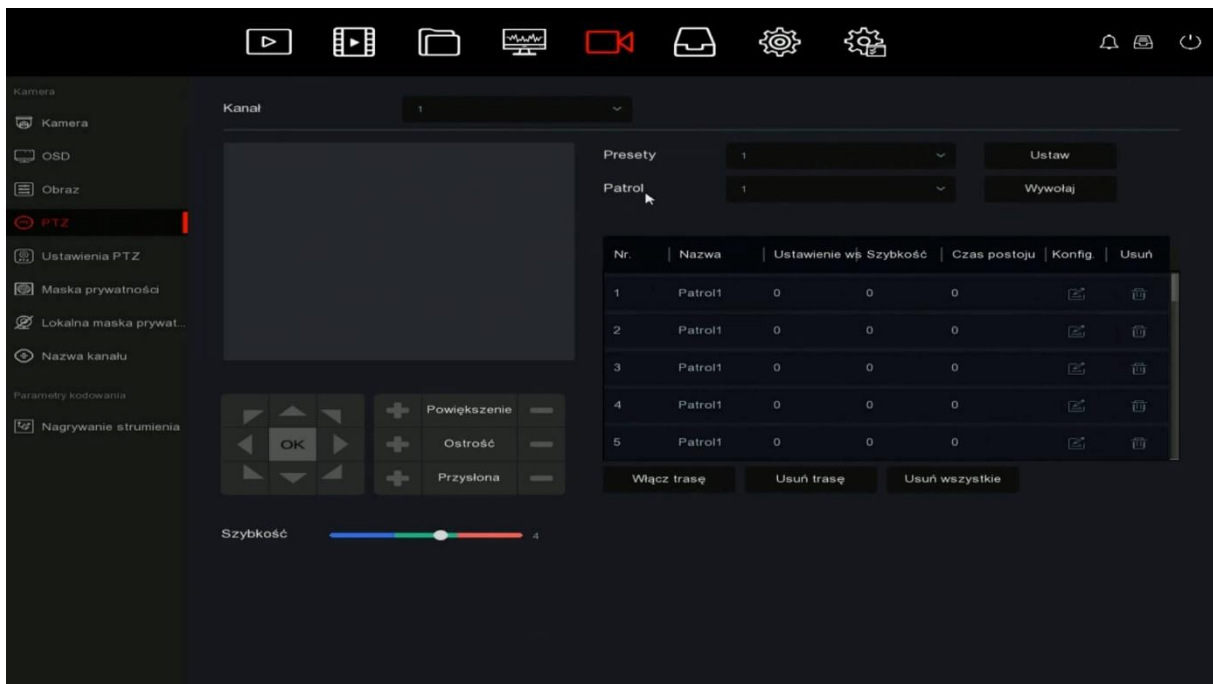 Kamera
Kamera
OSD
Obraz
PTZ
Ustawienia PTZ
Maska prywatności
Lokalna maska prywat...
Nazwa kanału
Parametry kodowania
Nagrywanie strumienia
Kanał 1
Presety 1 Ustaw
Patrol 1 Wywołaj
Nr. Nazwa Ustawienie ws Szybkość Czas postoju Konfig. Usuń
1 Patrol1 0 0 0
2 Patrol1 0 0 0
3 Patrol1 0 0 0
4 Patrol1 0 0 0
5 Patrol1 0 0 0
Włącz trasę Usuń trasę Usuń wszystkie
OK
Powiększenie
Ostrość
Przysłona
Szybkość 4